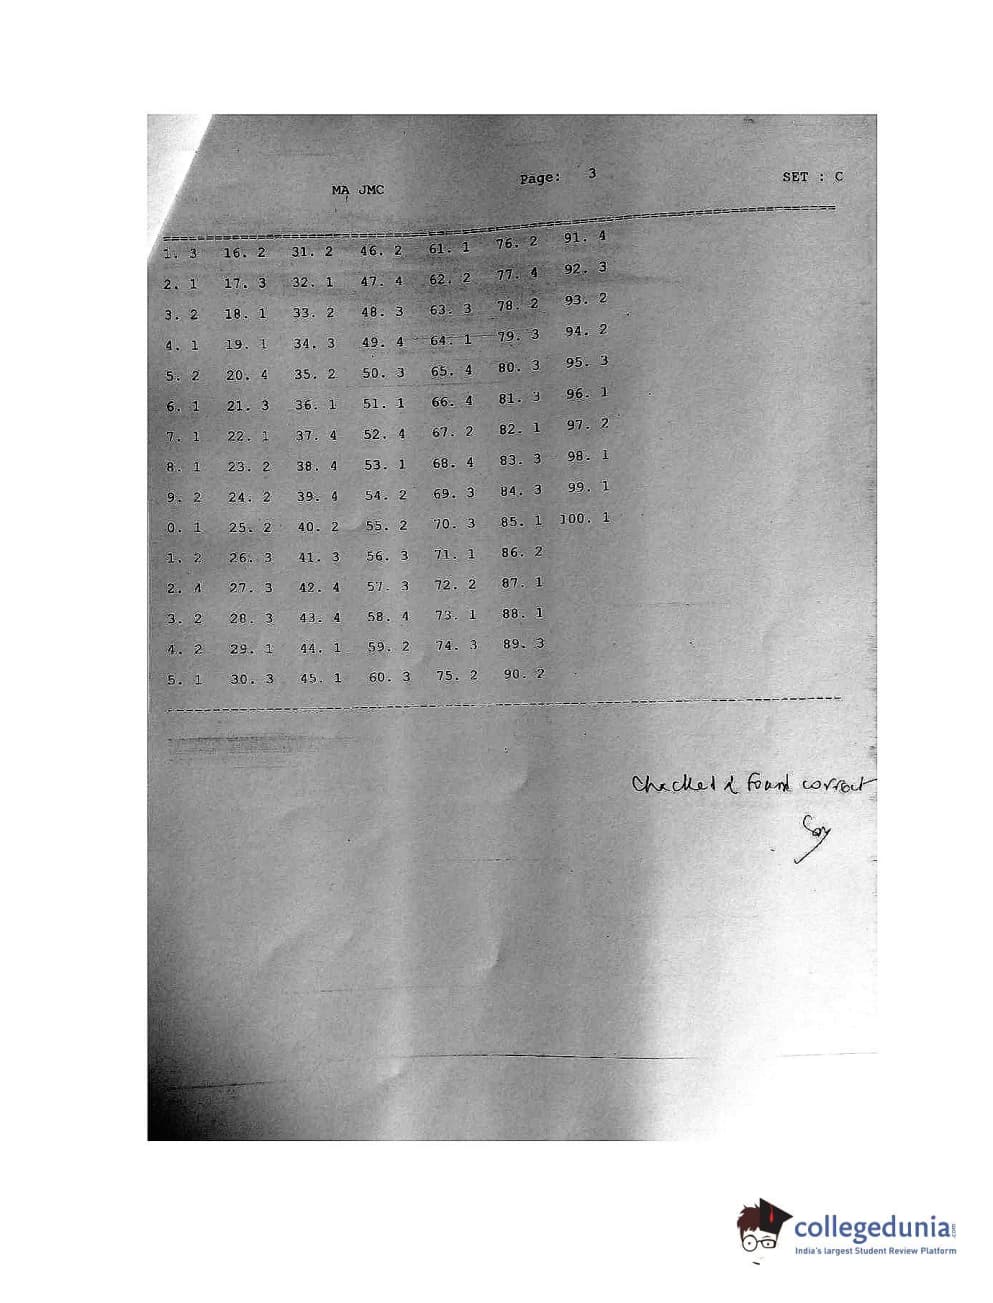 MA JMC Page: 3 SET : C
1. 3 16. 2 31. 2 46. 2 61. 1 76. 2 91. 4
2. 1 17. 3 32. 1 47. 4 62. 2 77. 4 92. 3
3. 2 18. 1 33. 2 48. 3 63. 3 78. 2 93. 2
4. 1 19. 1 34. 3 49. 4 64. 1 79. 3 94. 2
5. 2 20. 4 35. 2 50. 3 65. 4 80. 3 95. 3
6. 1 21. 3 36. 1 51. 1 66. 4 81. 3 96. 1
7. 1 22. 1 37. 4 52. 4 67. 2 82. 1 97. 2
8. 1 23. 2 38. 4 53. 1 68. 4 83. 3 98. 1
9. 2 24. 2 39. 4 54. 2 69. 3 84. 3 99. 1
0. 1 25. 2 40. 2 55. 2 70. 3 85. 1 100. 1
1. 2 26. 3 41. 3 56. 3 71. 1 86. 2
2. 4 27. 3 42. 4 57. 3 72. 2 87. 1
3. 2 28. 3 43. 4 58. 4 73. 1 88. 1
4. 2 29. 1 44. 1 59. 2 74. 3 89. 3
5. 1 30. 3 45. 1 60. 3 75. 2 90. 2
Checked & found correct
collegedunia.com
India's largest Student Review Platform